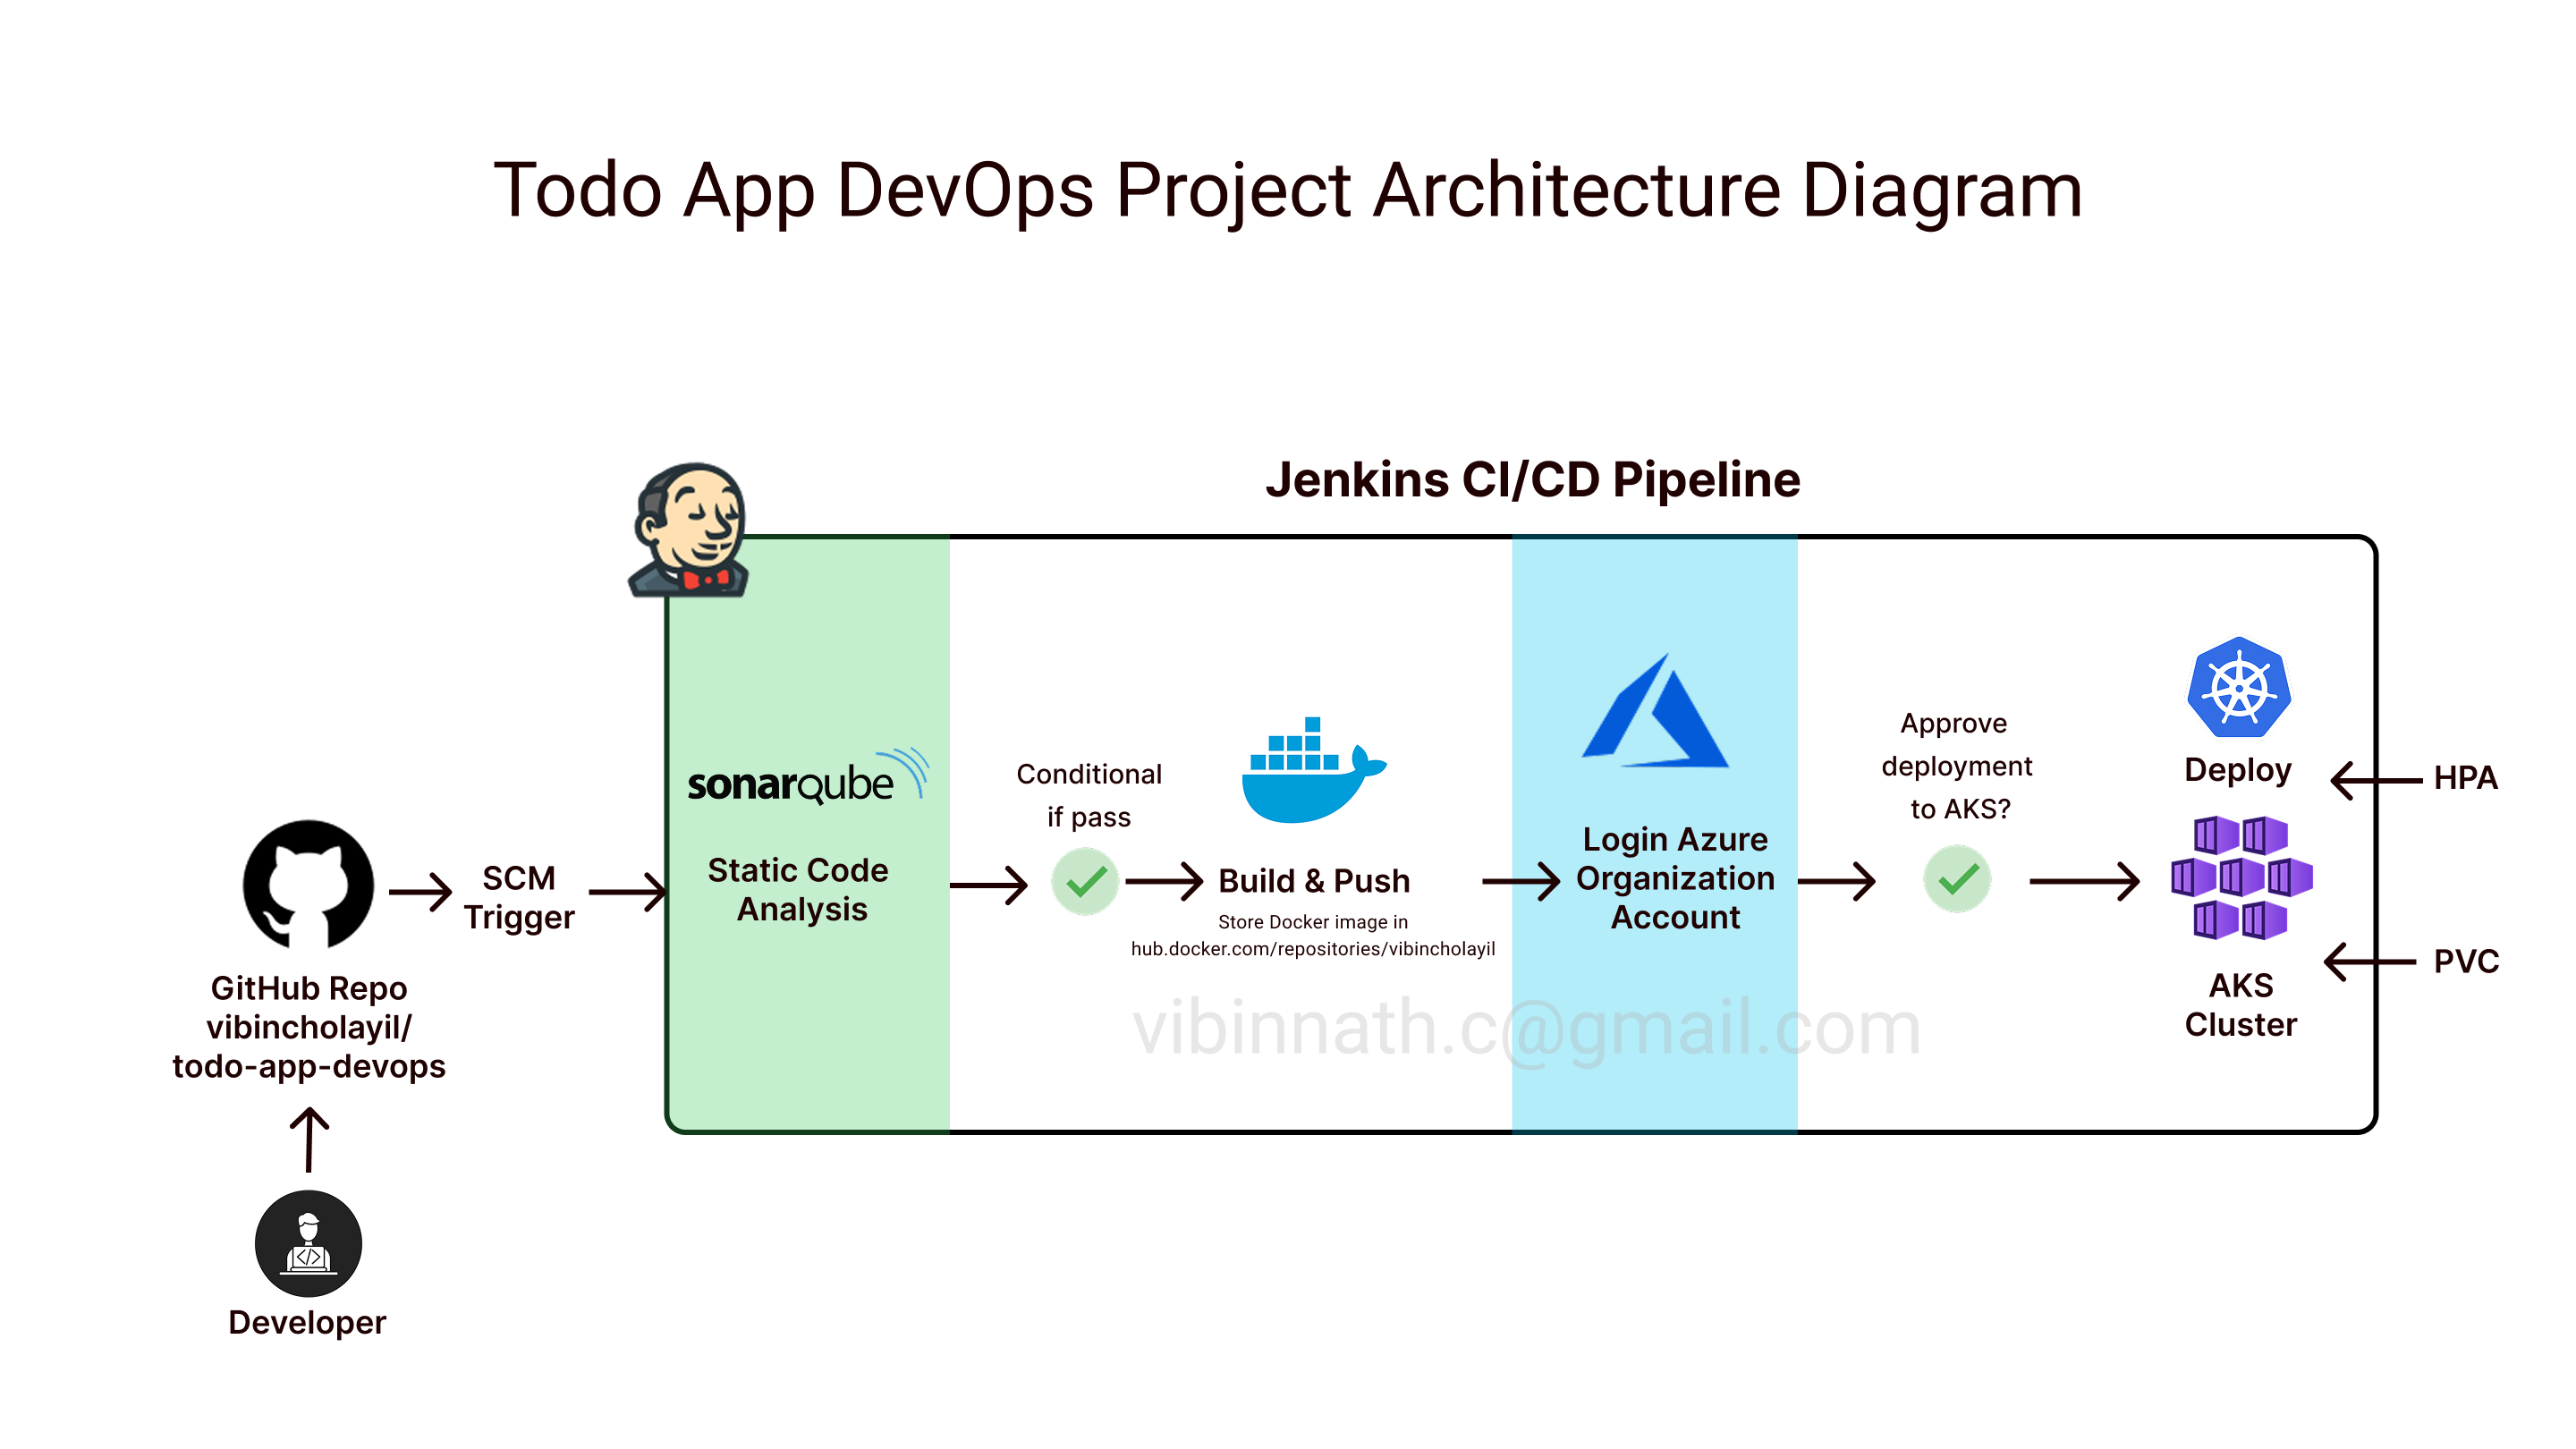 Todo App DevOps Project Architecture Diagram
Jenkins CI/CD Pipeline
sonarqube
Static Code
Analysis
Conditional
if pass
Build & Push
Store Docker image in
hub.docker.com/repositories/vibincholayil
Login Azure
Organization
Account
Approve
deployment
to AKS?
Deploy
AKS
Cluster
HPA
PVC
SCM
Trigger
GitHub Repo
vibincholayil/
todo-app-devops
Developer
vibinnath.c@gmail.com